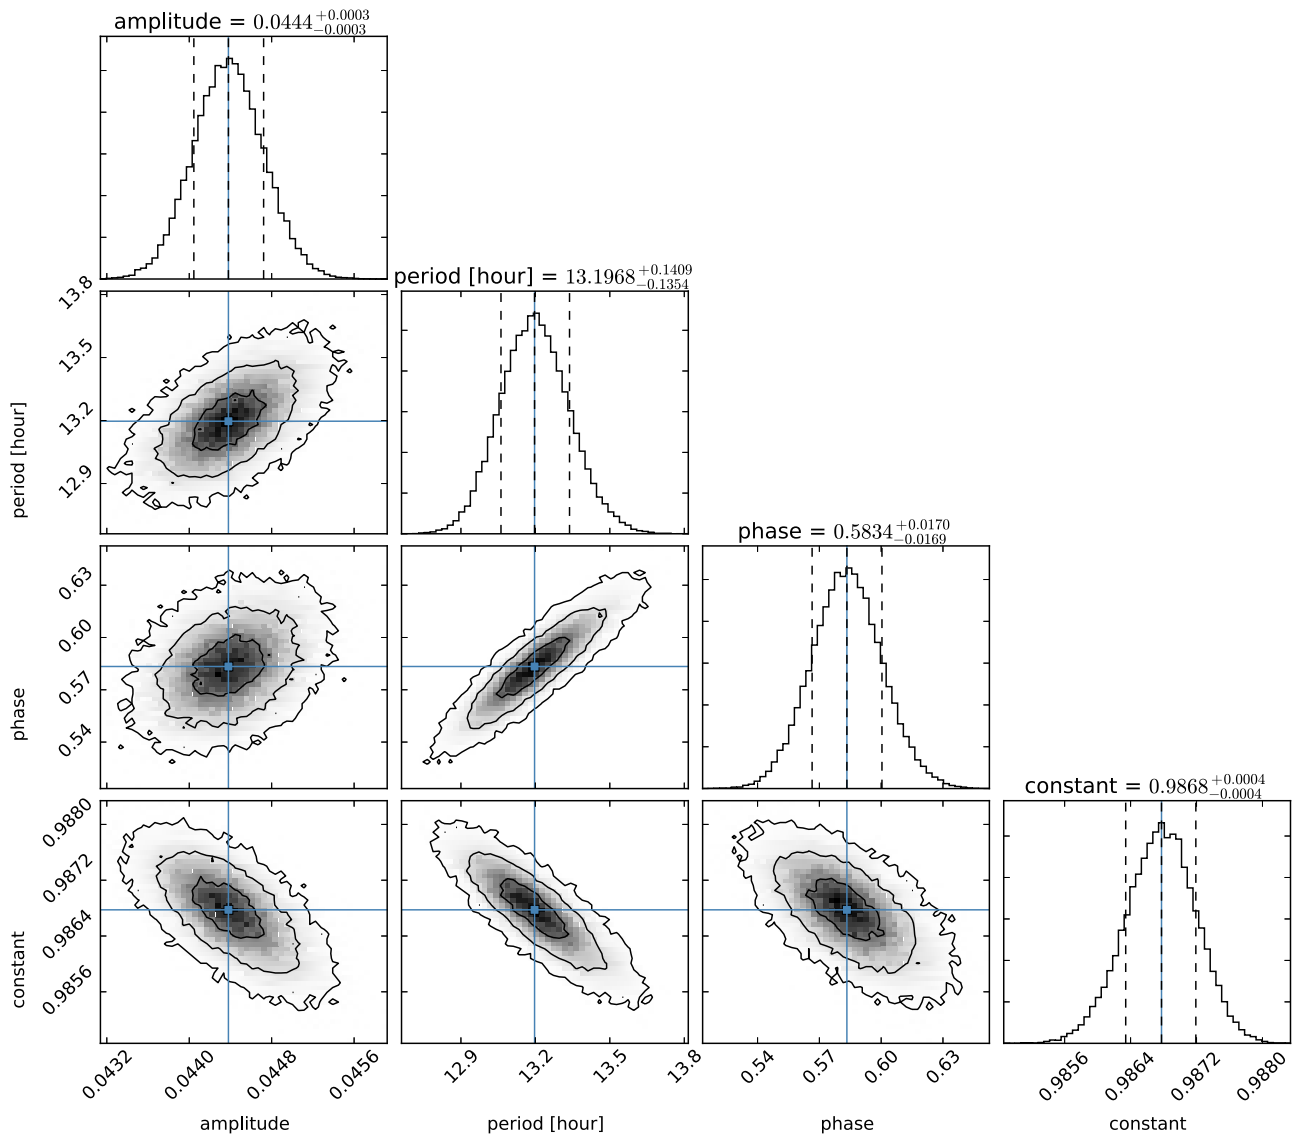 amplitude = 0.0444 +0.0003 −0.0003
13.8
13.5
13.2
12.9
period [hour]
period [hour] = 13.1968 +0.1409 −0.1354
0.63
0.60
0.57
0.54
phase
phase = 0.5834 +0.0170 −0.0169
0.9880
0.9872
0.9864
0.9856
constant
constant = 0.9868 +0.0004 −0.0004
0.0432 0.0440 0.0448 0.0456
amplitude
12.9 13.2 13.5 13.8
period [hour]
0.54 0.57 0.60 0.63
phase
0.9856 0.9864 0.9872 0.9880
constant